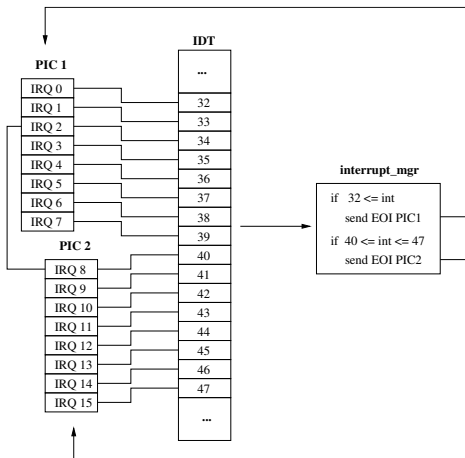 PIC 1
IRQ 0
IRQ 1
IRQ 2
IRQ 3
IRQ 4
IRQ 5
IRQ 6
IRQ 7
PIC 2
IRQ 8
IRQ 9
IRQ 10
IRQ 11
IRQ 12
IRQ 13
IRQ 14
IRQ 15
IDT
...
32
33
34
35
36
37
38
39
40
41
42
43
44
45
46
47
...
interrupt_mgr
if 32 <= int
send EOI PIC1
if 40 <= int <= 47
send EOI PIC2